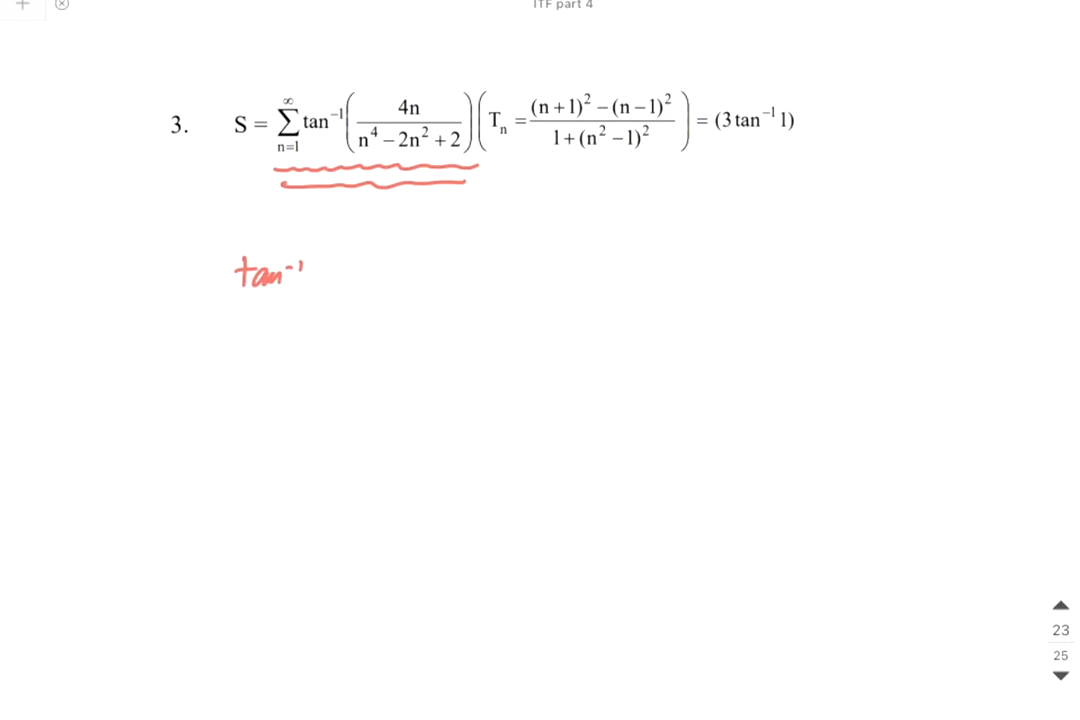 ITF part 4
3. S = ∑_{n=1}^{∞} tan⁻¹(4n / (n⁴ − 2n² + 2)) (Tₙ = ((n+1)² − (n−1)²) / (1+(n² −1)²)) = (3 tan⁻¹ 1)
tan⁻¹
23
25